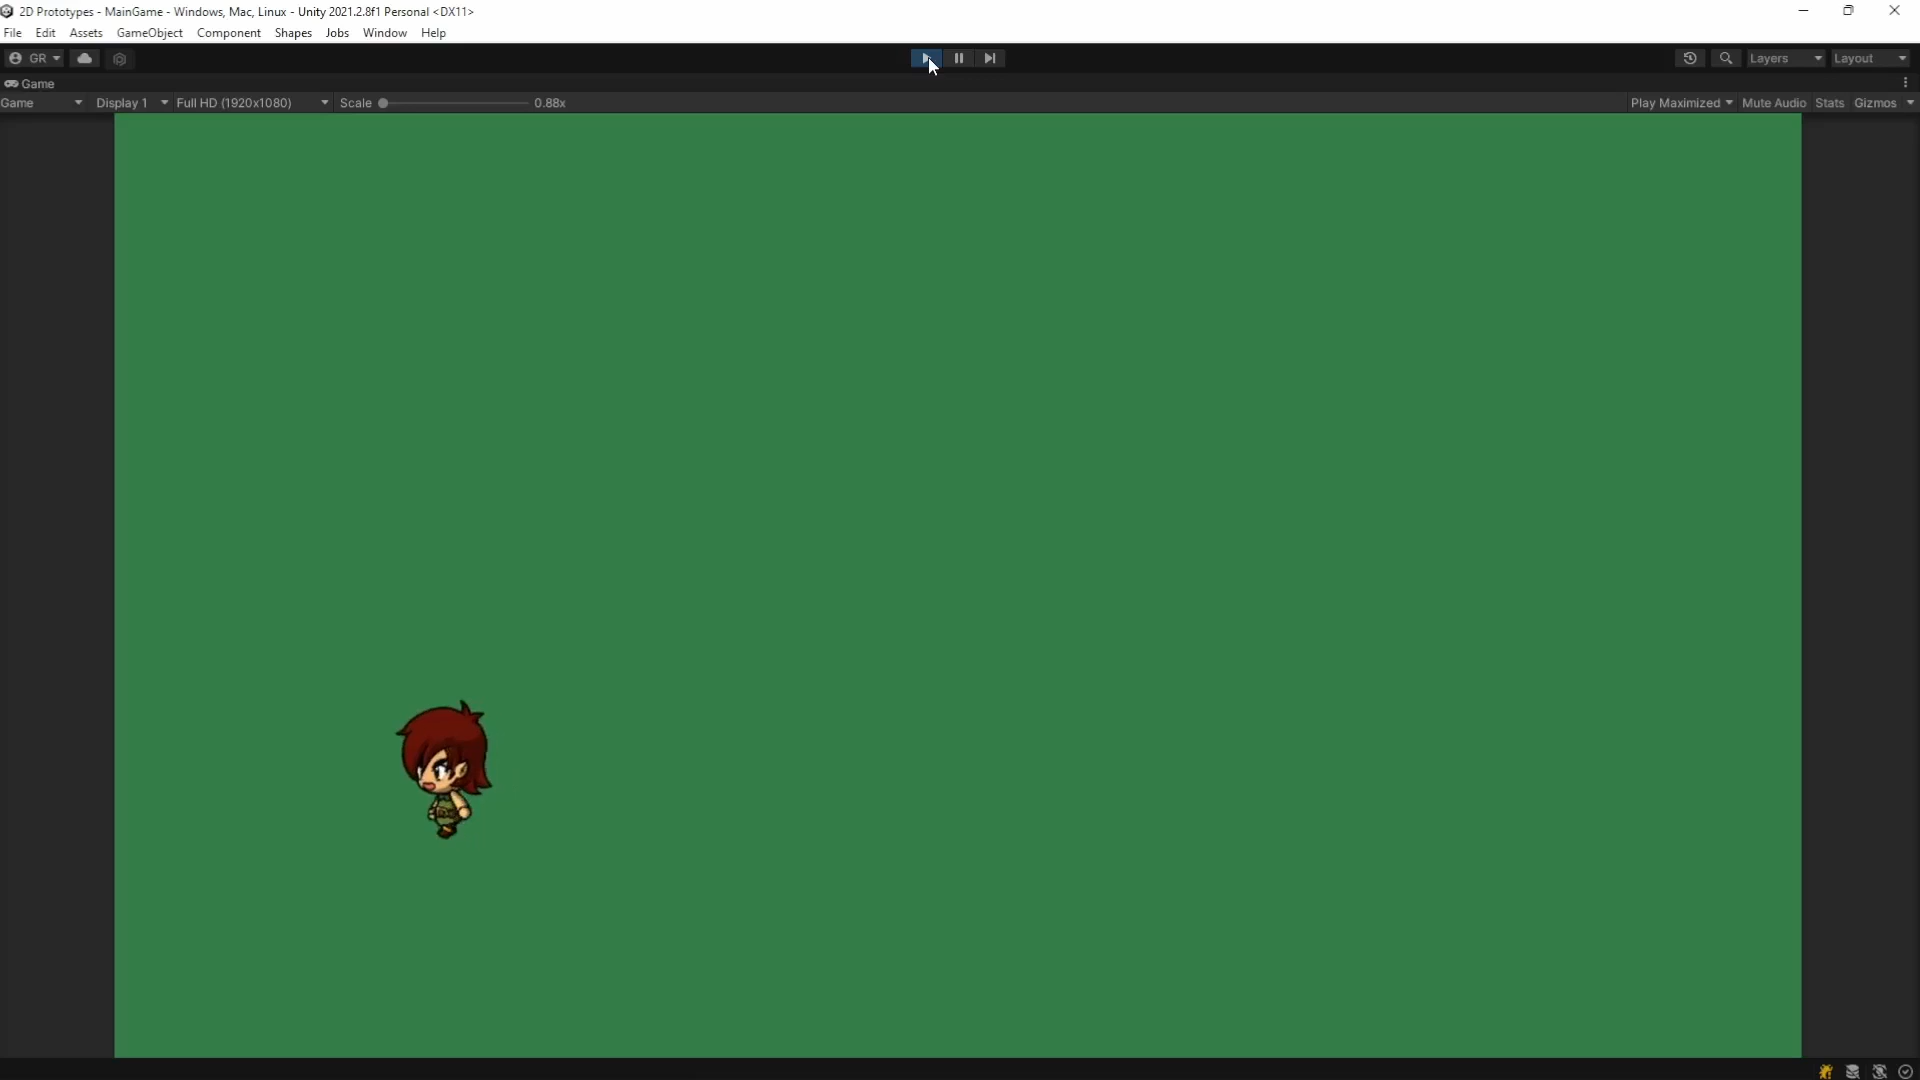 2D Prototypes - MainGame - Windows, Mac, Linux - Unity 2021.2.8f1 Personal <DX11>
File Edit Assets GameObject Component Shapes Jobs Window Help
GR Layers Layout
Game
Game Display 1 Full HD (1920x1080) Scale 0.88x Play Maximized Mute Audio Stats Gizmos